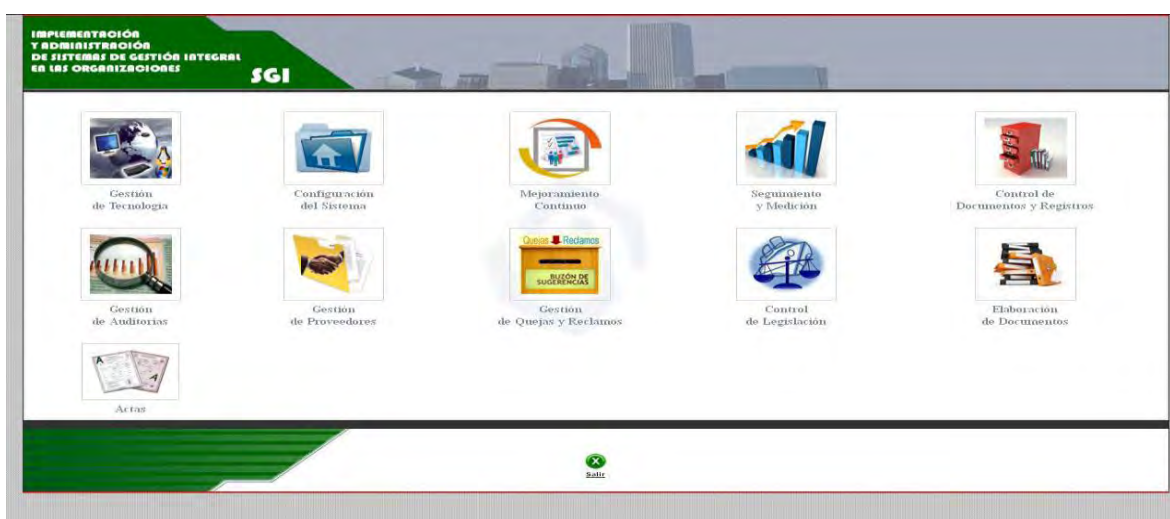 IMPLEMENTACIÓN
Y ADMINISTRACIÓN
DE SISTEMAS DE GESTIÓN INTEGRAL
EN LAS ORGANIZACIONES
SGI
Gestión
de Tecnología
Configuración
del Sistema
Mejoramiento
Continuo
Seguimiento
y Medición
Control de
Documentos y Registros
Quejas Reclamos
BUZÓN DE
SUGERENCIAS
Gestión
de Auditorias
Gestión
de Proveedores
Gestión
de Quejas y Reclamos
Control
de Legislación
Elaboración
de Documentos
A
A
Actas
Salir